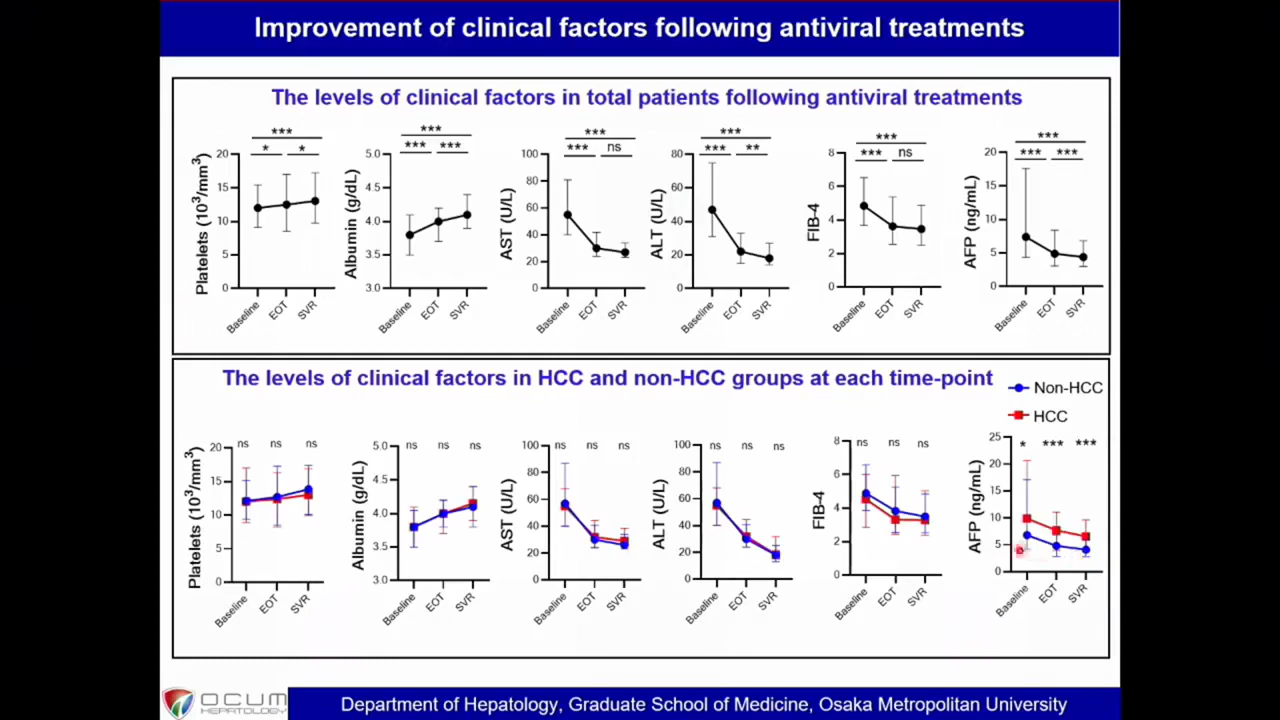 Improvement of clinical factors following antiviral treatments
The levels of clinical factors in total patients following antiviral treatments
***
* *
Platelets (10³/mm³)
20
15
10
5
0
Baseline EOT SVR
***
*** ***
Albumin (g/dL)
5.0
4.5
4.0
3.5
3.0
Baseline EOT SVR
***
*** ns
AST (U/L)
100
80
60
40
20
0
Baseline EOT SVR
***
*** **
ALT (U/L)
80
60
40
20
0
Baseline EOT SVR
***
*** ns
FIB-4
8
6
4
2
0
Baseline EOT SVR
***
*** ***
AFP (ng/mL)
20
15
10
5
0
Baseline EOT SVR
The levels of clinical factors in HCC and non-HCC groups at each time-point
Non-HCC
HCC
ns ns ns
Platelets (10³/mm³)
20
15
10
5
0
Baseline EOT SVR
ns ns ns
Albumin (g/dL)
5.0
4.5
4.0
3.5
3.0
Baseline EOT SVR
ns ns ns
AST (U/L)
100
80
60
40
20
0
Baseline EOT SVR
ns ns ns
ALT (U/L)
100
80
60
40
20
0
Baseline EOT SVR
ns ns ns
FIB-4
8
6
4
2
0
Baseline EOT SVR
* *** ***
AFP (ng/mL)
25
20
15
10
5
0
Baseline EOT SVR
OCUM
HEPATOLOGY
Department of Hepatology, Graduate School of Medicine, Osaka Metropolitan University